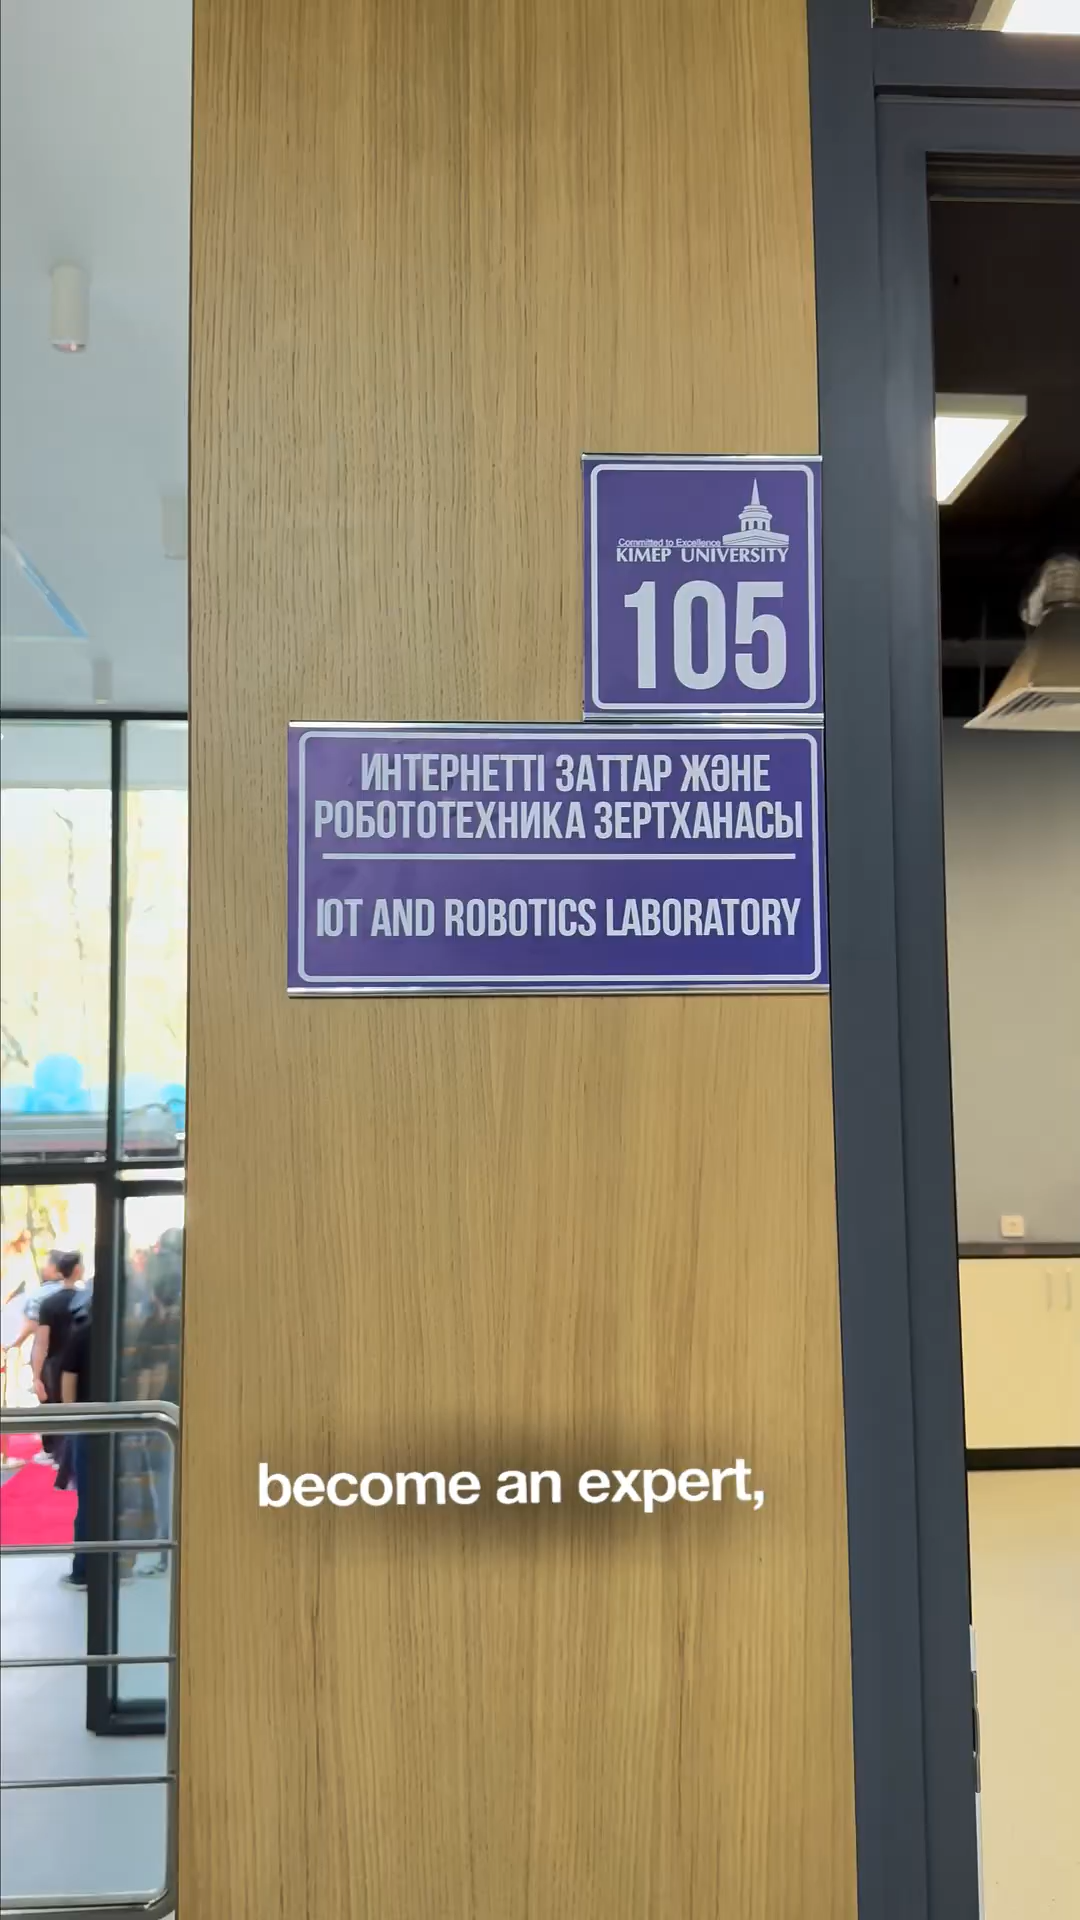 Committed to Excellence
KIMEP UNIVERSITY
105
ИНТЕРНЕТТІ ЗАТТАР ЖӘНЕ
РОБОТОТЕХНИКА ЗЕРТХАНАСЫ
IOT AND ROBOTICS LABORATORY
become an expert,